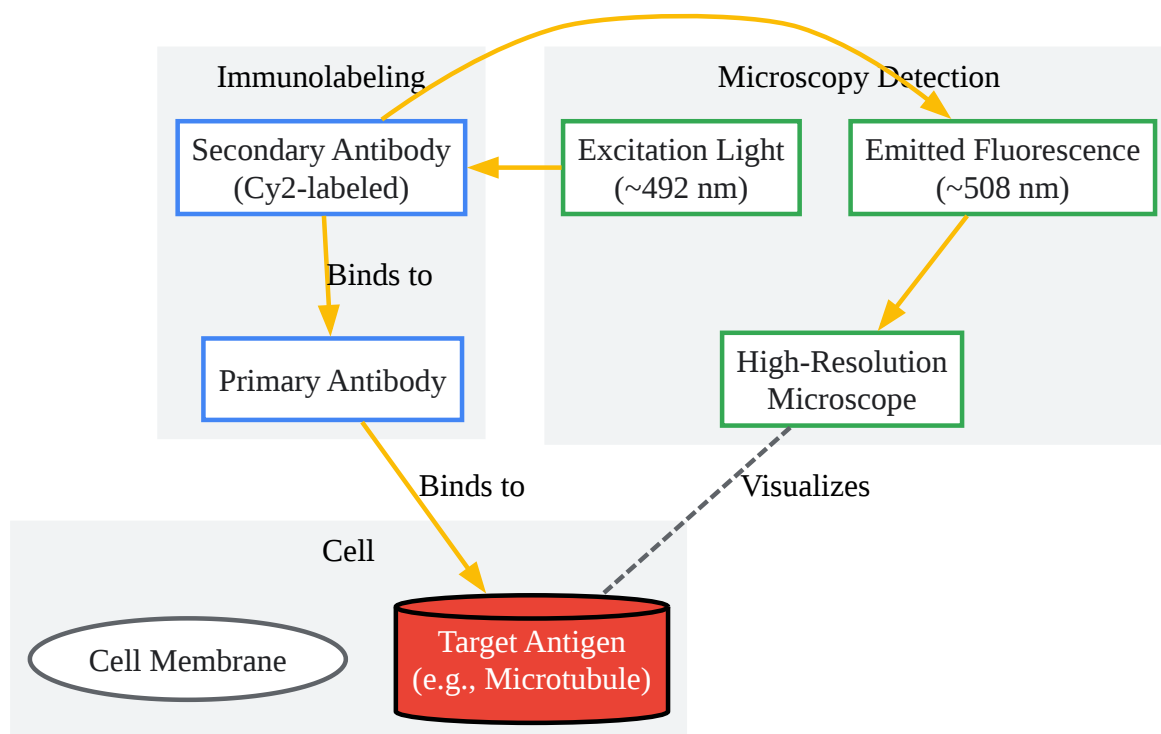 Immunolabeling
Microscopy Detection
Secondary Antibody
(Cy2-labeled)
Excitation Light
(~492 nm)
Emitted Fluorescence
(~508 nm)
Binds to
Primary Antibody
High-Resolution
Microscope
Binds to
Visualizes
Cell
Cell Membrane
Target Antigen
(e.g., Microtubule)